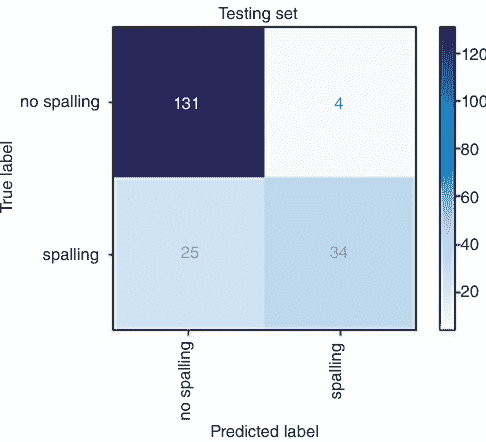 Testing set
True label
no spalling
131
4
spalling
25
34
no spalling
spalling
Predicted label
120
100
80
60
40
20